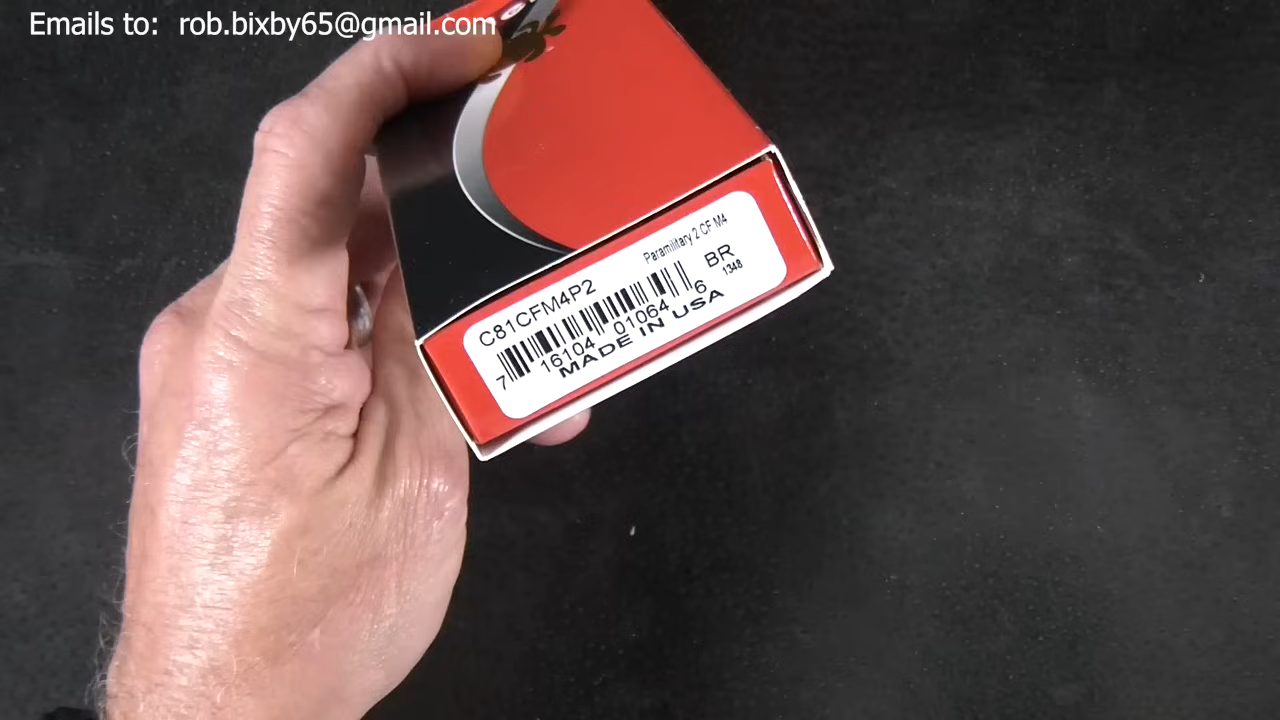 Emails to: rob.bixby65@gmail.com
Paramilitary 2 CF M4
C81CFM4P2
BR
1348
7 16104 01064 6
MADE IN USA